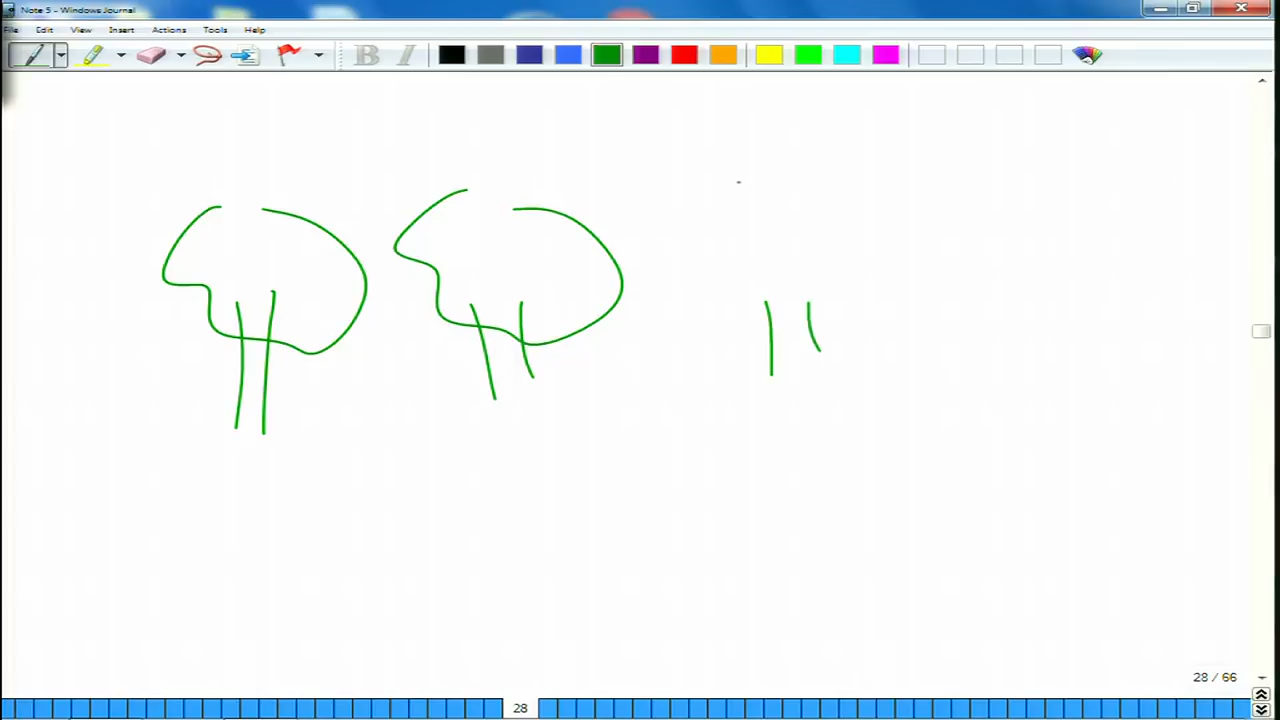 Note 5 - Windows Journal
File Edit View Insert Actions Tools Help
B I
28 / 66
28